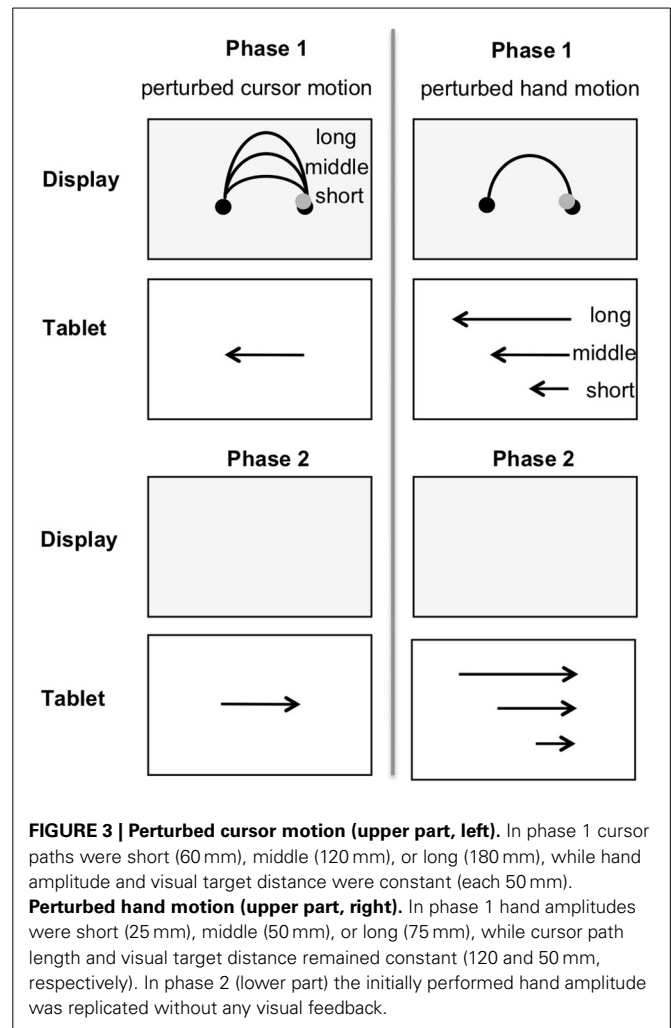 Phase 1
Phase 1
perturbed cursor motion
perturbed hand motion
Display
long
middle
short
Tablet
long
middle
short
Phase 2
Phase 2
Display
Tablet
FIGURE 3 | Perturbed cursor motion (upper part, left). In phase 1 cursor
paths were short (60 mm), middle (120 mm), or long (180 mm), while hand
amplitude and visual target distance were constant (each 50 mm).
Perturbed hand motion (upper part, right). In phase 1 hand amplitudes
were short (25 mm), middle (50 mm), or long (75 mm), while cursor path
length and visual target distance remained constant (120 and 50 mm,
respectively). In phase 2 (lower part) the initially performed hand amplitude
was replicated without any visual feedback.